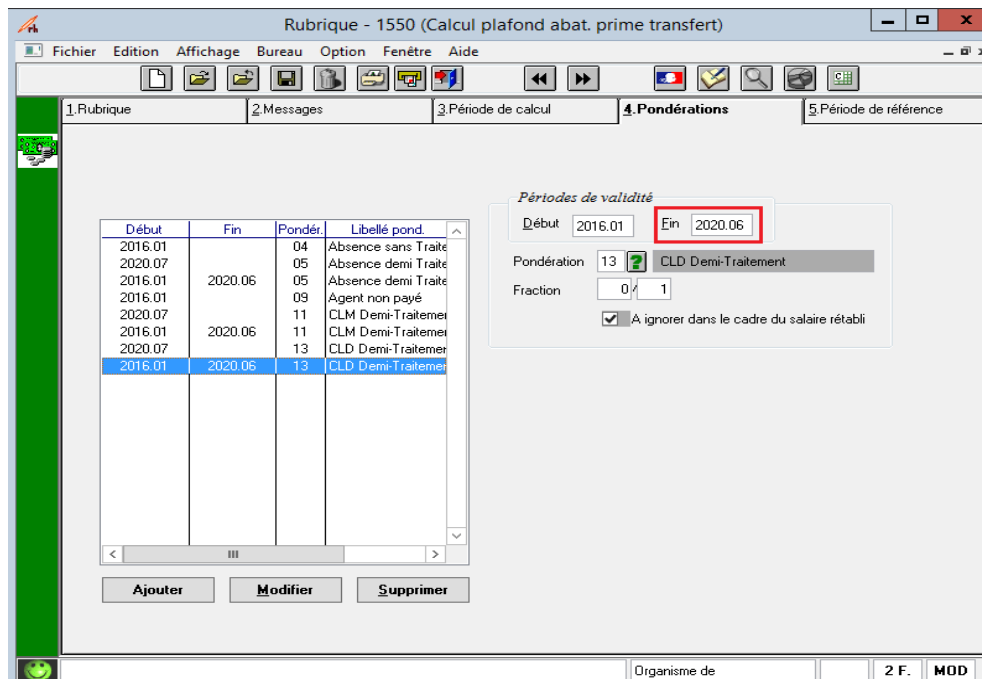 Rubrique - 1550 (Calcul plafond abat. prime transfert)
Fichier Edition Affichage Bureau Option Fenêtre Aide
1.Rubrique 2.Messages 3.Période de calcul 4.Pondérations 5.Période de référence
Périodes de validité
Début 2016.01 Fin 2020.06
Pondération 13 ? CLD Demi-Traitement
Fraction 0/ 1
A ignorer dans le cadre du salaire rétabli
Début Fin Pondér. Libellé pond.
2016.01 04 Absence sans Traite
2020.07 05 Absence demi Traite
2016.01 2020.06 05 Absence demi Traite
2016.01 09 Agent non payé
2020.07 11 CLM Demi-Traitemer
2016.01 2020.06 11 CLM Demi-Traitemer
2020.07 13 CLD Demi-Traitemer
2016.01 2020.06 13 CLD Demi-Traitemer
Ajouter Modifier Supprimer
Organisme de 2 F. MOD